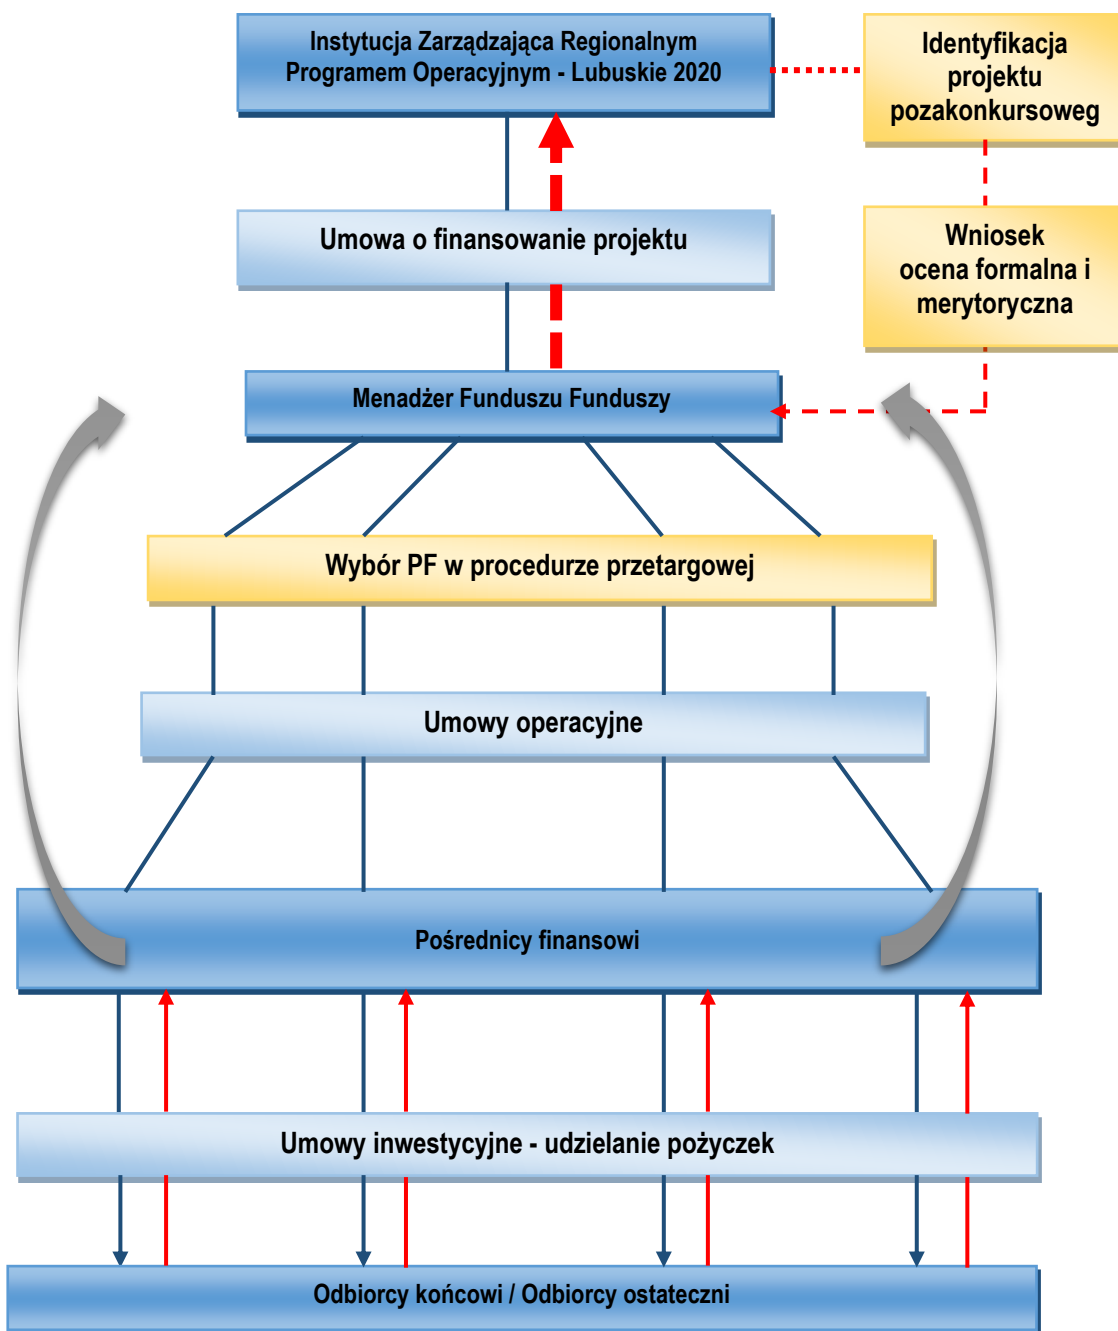 Instytucja Zarządzająca Regionalnym
Programem Operacyjnym - Lubuskie 2020
Identyfikacja
projektu
pozakonkursoweg
Umowa o finansowanie projektu
Wniosek
ocena formalna i
merytoryczna
Menadżer Funduszu Funduszy
Wybór PF w procedurze przetargowej
Umowy operacyjne
Pośrednicy finansowi
Umowy inwestycyjne - udzielanie pożyczek
Odbiorcy końcowi / Odbiorcy ostateczni